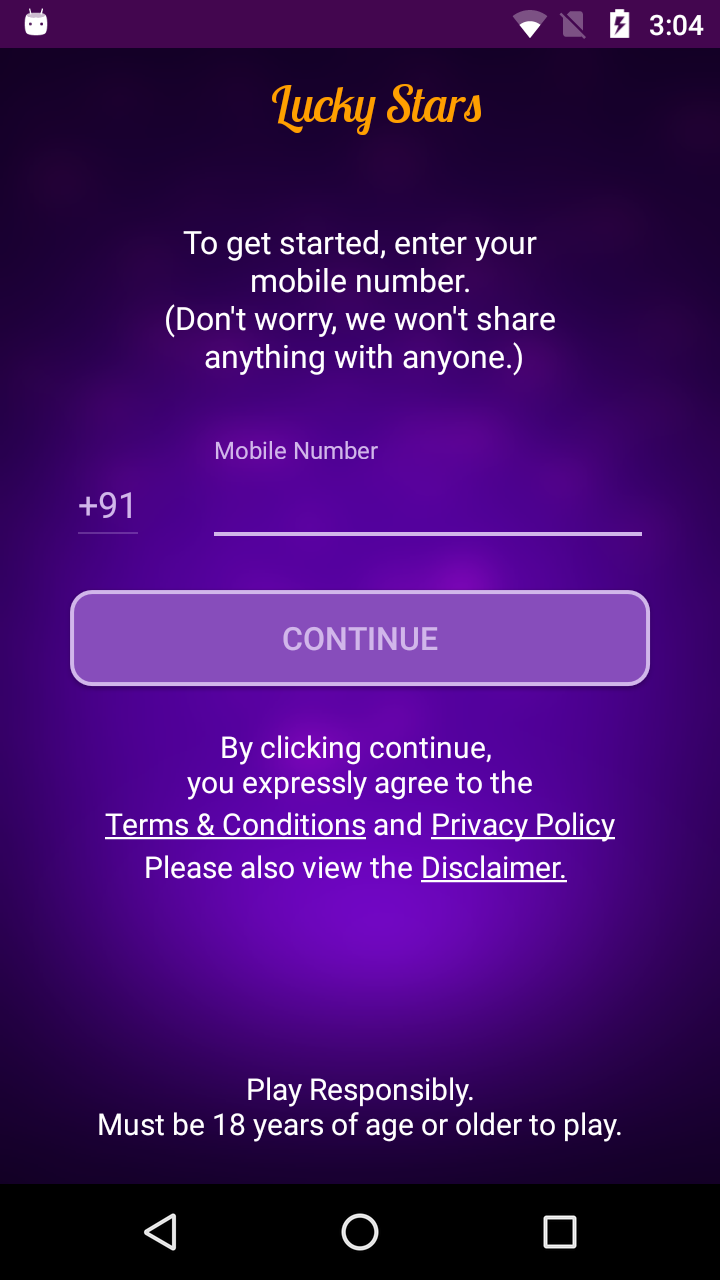 3:04
Lucky Stars
To get started, enter your
mobile number.
(Don't worry, we won't share
anything with anyone.)
Mobile Number
+91
CONTINUE
By clicking continue,
you expressly agree to the
Terms & Conditions and Privacy Policy
Please also view the Disclaimer.
Play Responsibly.
Must be 18 years of age or older to play.